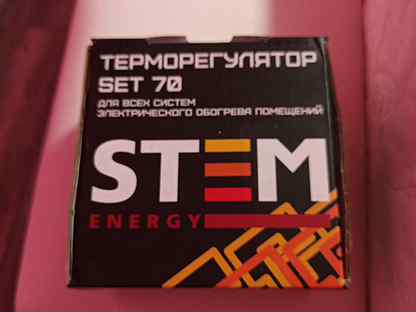 ТЕРМОРЕГУЛЯТОР
SET 70
ДЛЯ ВСЕХ СИСТЕМ
ЭЛЕКТРИЧЕСКОГО ОБОГРЕВА ПОМЕЩЕНИЙ
STEM
ENERGY